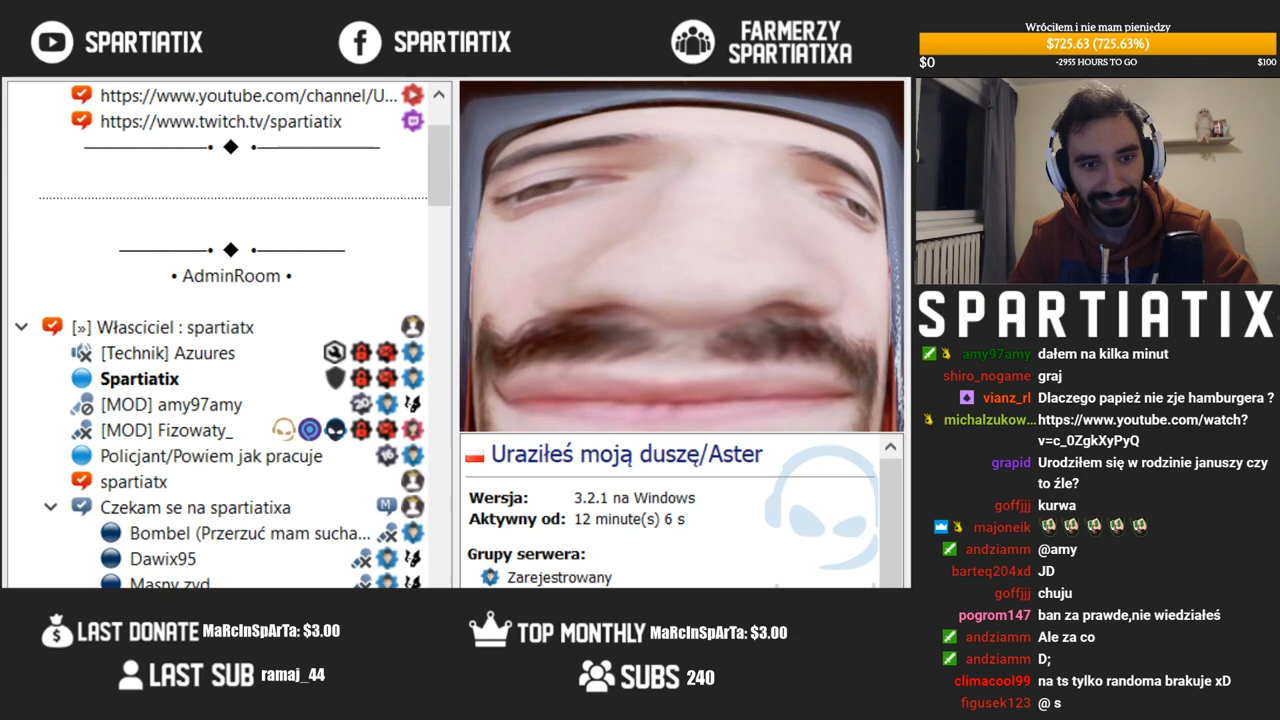 SPARTIATIX
SPARTIATIX
FARMERZY
SPARTIATIXA
Wróciłem i nie mam pieniędzy
$725.63 (725.63%)
$0
-2955 HOURS TO GO
$100
https://www.youtube.com/channel/U...
https://www.twitch.tv/spartiatix
• AdminRoom •
[»] Własciciel : spartiatx
[Technik] Azuures
Spartiatix
[MOD] amy97amy
[MOD] Fizowaty_
Policjant/Powiem jak pracuje
spartiatx
Czekam se na spartiatixa
Bombel (Przerzuć mam sucha...
Dawix95
Masny zyd
Uraziłeś moją duszę/Aster
Wersja: 3.2.1 na Windows
Aktywny od: 12 minute(s) 6 s
Grupy serwera:
Zarejestrowany
SPARTIATIX
amy97amy dałem na kilka minut
shiro_nogame graj
vianz_rl Dlaczego papież nie zje hamburgera ?
michalzukow... https://www.youtube.com/watch?
v=c_0ZgkXyPyQ
grapid Urodziłem się w rodzinie januszy czy
to źle?
goffjjj kurwa
majoneik
andziamm @amy
barteq204xd JD
goffjjj chuju
pogrom147 ban za prawde,nie wiedziałeś
andziamm Ale za co
andziamm D;
climacool99 na ts tylko randoma brakuje xD
figusek123 @ s
LAST DONATE MaRcInSpArTa: $3.00
LAST SUB ramaj_44
TOP MONTHLY MaRcInSpArTa: $3.00
SUBS 240